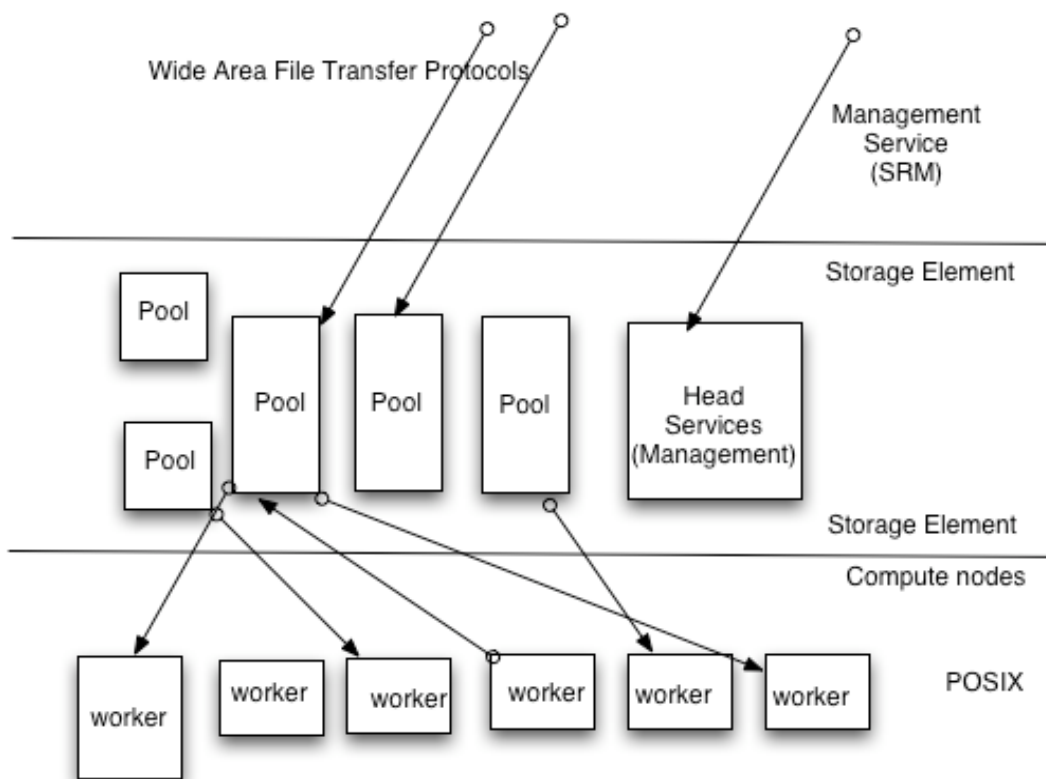 Wide Area File Transfer Protocols
Management
Service
(SRM)
Storage Element
Pool
Pool
Pool
Pool
Pool
Head
Services
(Management)
Storage Element
Compute nodes
worker
worker
worker
worker
worker
worker
POSIX